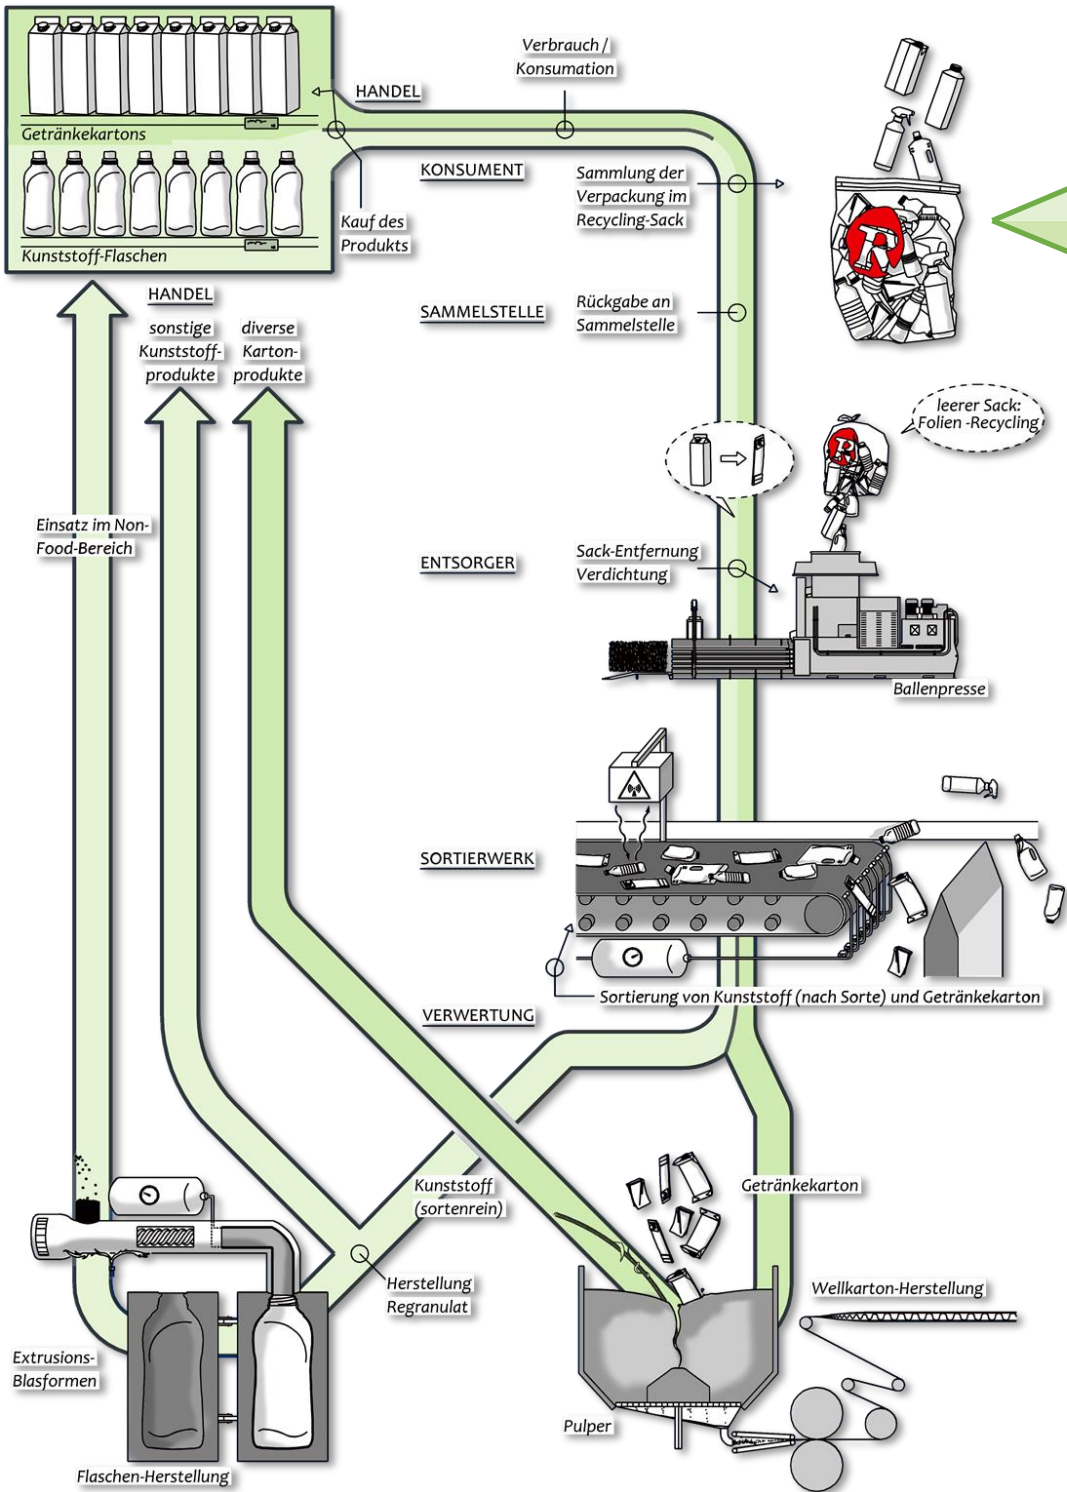 Verbrauch /
Konsumation
HANDEL
Getränkekartons
KONSUMENT
Sammlung der
Verpackung im
Recycling-Sack
Kauf des
Produkts
Kunststoff-Flaschen
R
HANDEL
SAMMELSTELLE
Rückgabe an
Sammelstelle
sonstige
Kunststoff-
produkte
diverse
Karton-
produkte
leerer Sack:
Folien -Recycling
R
Einsatz im Non-
Food-Bereich
ENTSORGER
Sack-Entfernung
Verdichtung
Ballenpresse
SORTIERWERK
Sortierung von Kunststoff (nach Sorte) und Getränkekarton
VERWERTUNG
Kunststoff
(sortenrein)
Getränkekarton
Herstellung
Regranulat
Wellkarton-Herstellung
Extrusions-
Blasformen
Pulper
Flaschen-Herstellung